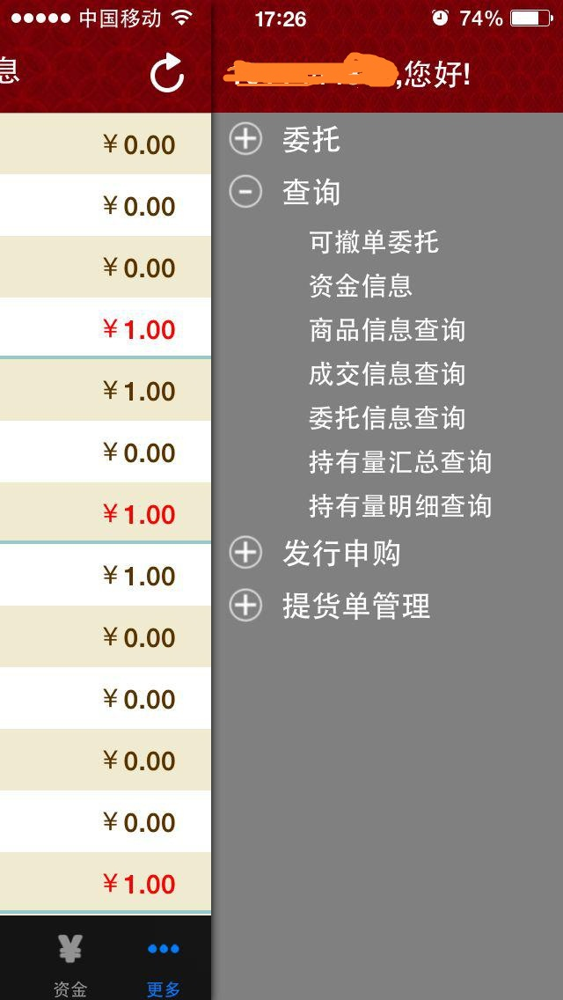 中国移动 17:26 74%
息 ,您好!
¥0.00
¥0.00
¥0.00
¥1.00
¥1.00
¥0.00
¥1.00
¥1.00
¥0.00
¥0.00
¥0.00
¥0.00
¥1.00
¥
资金 更多
委托
查询
可撤单委托
资金信息
商品信息查询
成交信息查询
委托信息查询
持有量汇总查询
持有量明细查询
发行申购
提货单管理